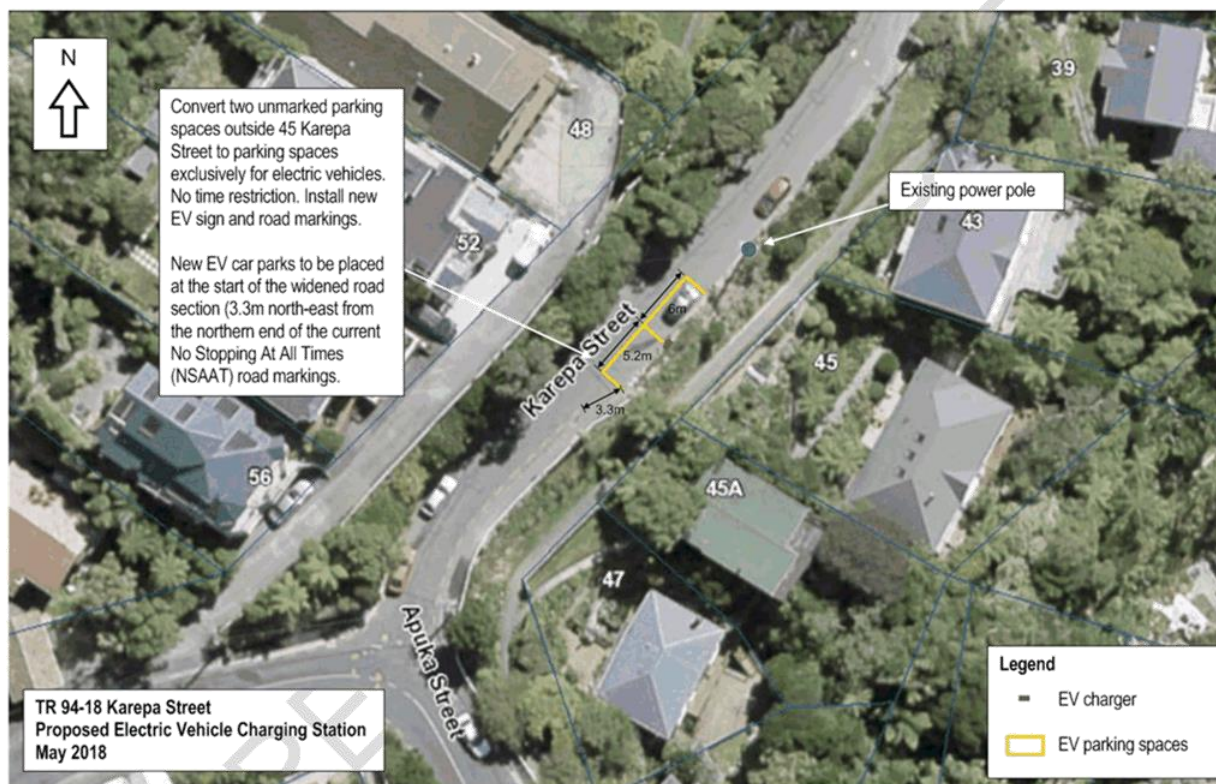 N
Convert two unmarked parking
spaces outside 45 Karepa
Street to parking spaces
exclusively for electric vehicles.
No time restriction. Install new
EV sign and road markings.
New EV car parks to be placed
at the start of the widened road
section (3.3m north-east from
the northern end of the current
No Stopping At All Times
(NSAAT) road markings.
48
52
56
39
Existing power pole
43
6m
5.2m
3.3m
Karepa Street
45
45A
47
Apuka Street
TR 94-18 Karepa Street
Proposed Electric Vehicle Charging Station
May 2018
Legend
EV charger
EV parking spaces